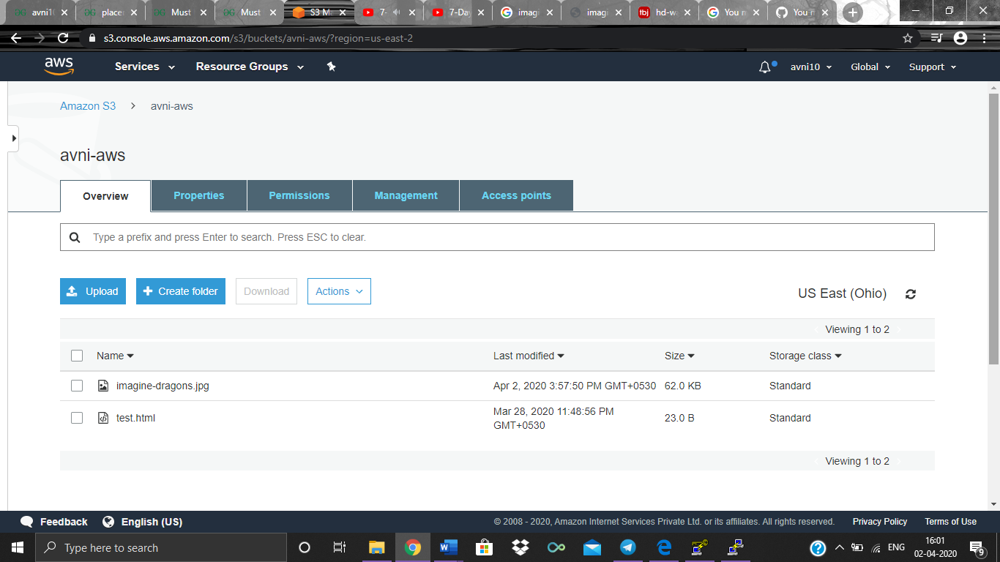 avni1
place
Must
Must
S3 M
7-
7-Da
imagi
imagi
tbj hd-w
You n
You n
s3.console.aws.amazon.com/s3/buckets/avni-aws/?region=us-east-2
aws Services Resource Groups avni10 Global Support
Amazon S3 > avni-aws
avni-aws
Overview Properties Permissions Management Access points
Type a prefix and press Enter to search. Press ESC to clear.
Upload Create folder Download Actions US East (Ohio)
Viewing 1 to 2
Name Last modified Size Storage class
imagine-dragons.jpg Apr 2, 2020 3:57:50 PM GMT+0530 62.0 KB Standard
test.html Mar 28, 2020 11:48:56 PM GMT+0530 23.0 B Standard
Viewing 1 to 2
Feedback English (US) © 2008 - 2020, Amazon Internet Services Private Ltd. or its affiliates. All rights reserved. Privacy Policy Terms of Use
Type here to search ENG 16:01
02-04-2020
9